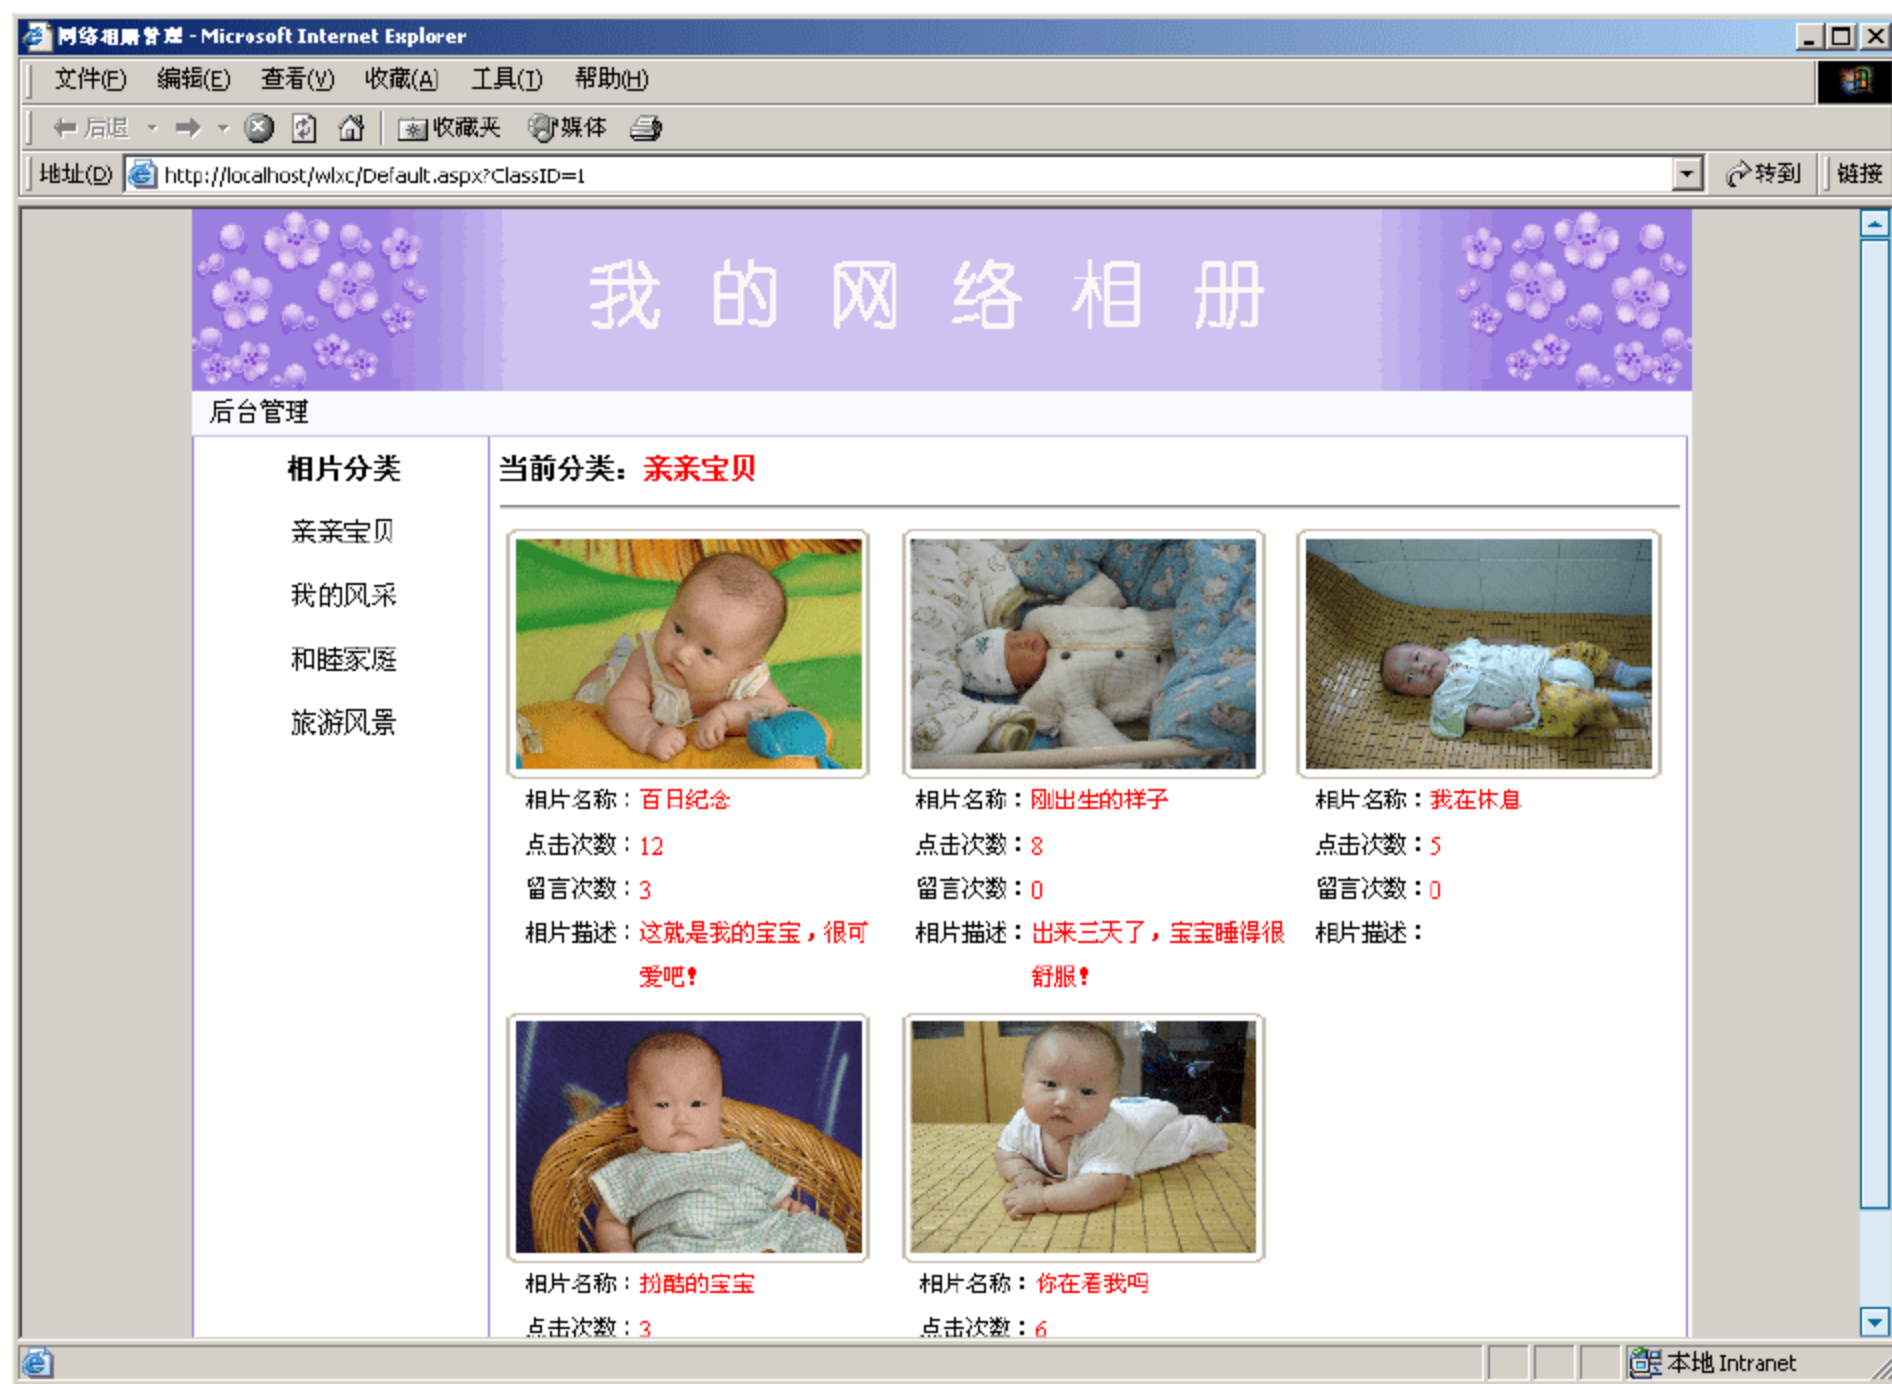 网络相册管理 - Microsoft Internet Explorer
文件(F) 编辑(E) 查看(V) 收藏(A) 工具(T) 帮助(H)
后退 收藏夹 媒体
地址(D) http://localhost/wlxc/Default.aspx?ClassID=1 转到 链接
我的网络相册
后台管理
相片分类
亲亲宝贝
我的风采
和睦家庭
旅游风景
当前分类：亲亲宝贝
相片名称：百日纪念
点击次数：12
留言次数：3
相片描述：这就是我的宝宝，很可
爱吧！
相片名称：刚出生的样子
点击次数：8
留言次数：0
相片描述：出来三天了，宝宝睡得很
舒服！
相片名称：我在休息
点击次数：5
留言次数：0
相片描述：
相片名称：扮酷的宝宝
点击次数：3
相片名称：你在看我吗
点击次数：6
本地 Intranet